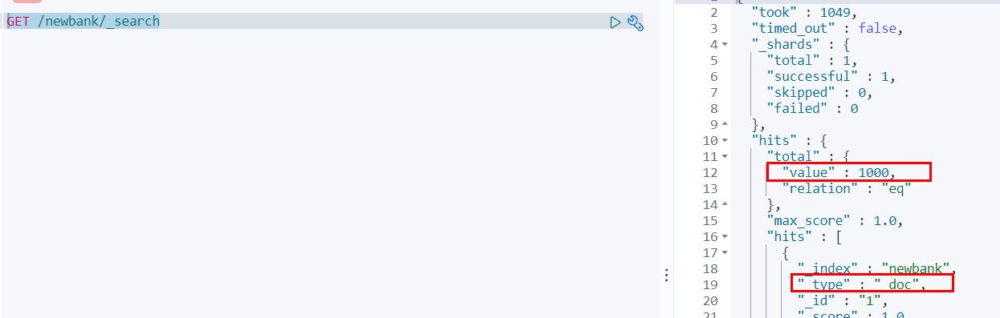 GET /newbank/_search
1 {
2 "took" : 1049,
3 "timed_out" : false,
4 "_shards" : {
5 "total" : 1,
6 "successful" : 1,
7 "skipped" : 0,
8 "failed" : 0
9 },
10 "hits" : {
11 "total" : {
12 "value" : 1000,
13 "relation" : "eq"
14 },
15 "max_score" : 1.0,
16 "hits" : [
17 {
18 "_index" : "newbank",
19 "_type" : "_doc",
20 "_id" : "1",
21 "_score" : 1.0